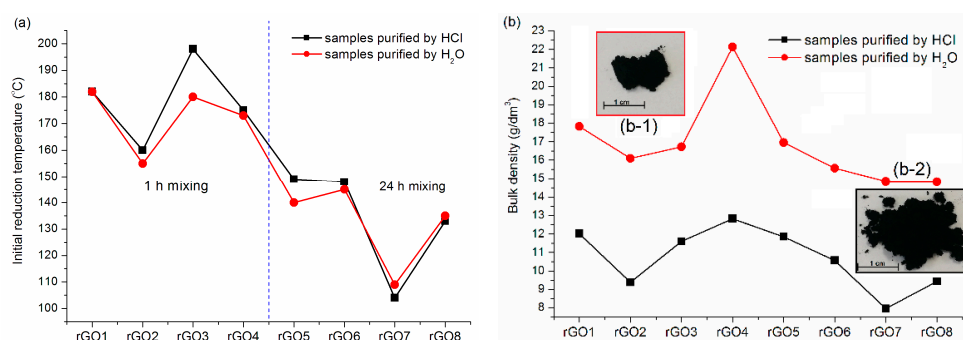 (a)
samples purified by HCl
samples purified by H₂O
Initial reduction temperature (°C)
200
190
180
170
160
150
140
130
120
110
100
1 h mixing
24 h mixing
rGO1 rGO2 rGO3 rGO4 rGO5 rGO6 rGO7 rGO8
(b)
samples purified by HCl
samples purified by H₂O
Bulk density (g/dm³)
23
22
21
20
19
18
17
16
15
14
13
12
11
10
9
8
1 cm
(b-1)
(b-2)
1 cm
rGO1 rGO2 rGO3 rGO4 rGO5 rGO6 rGO7 rGO8